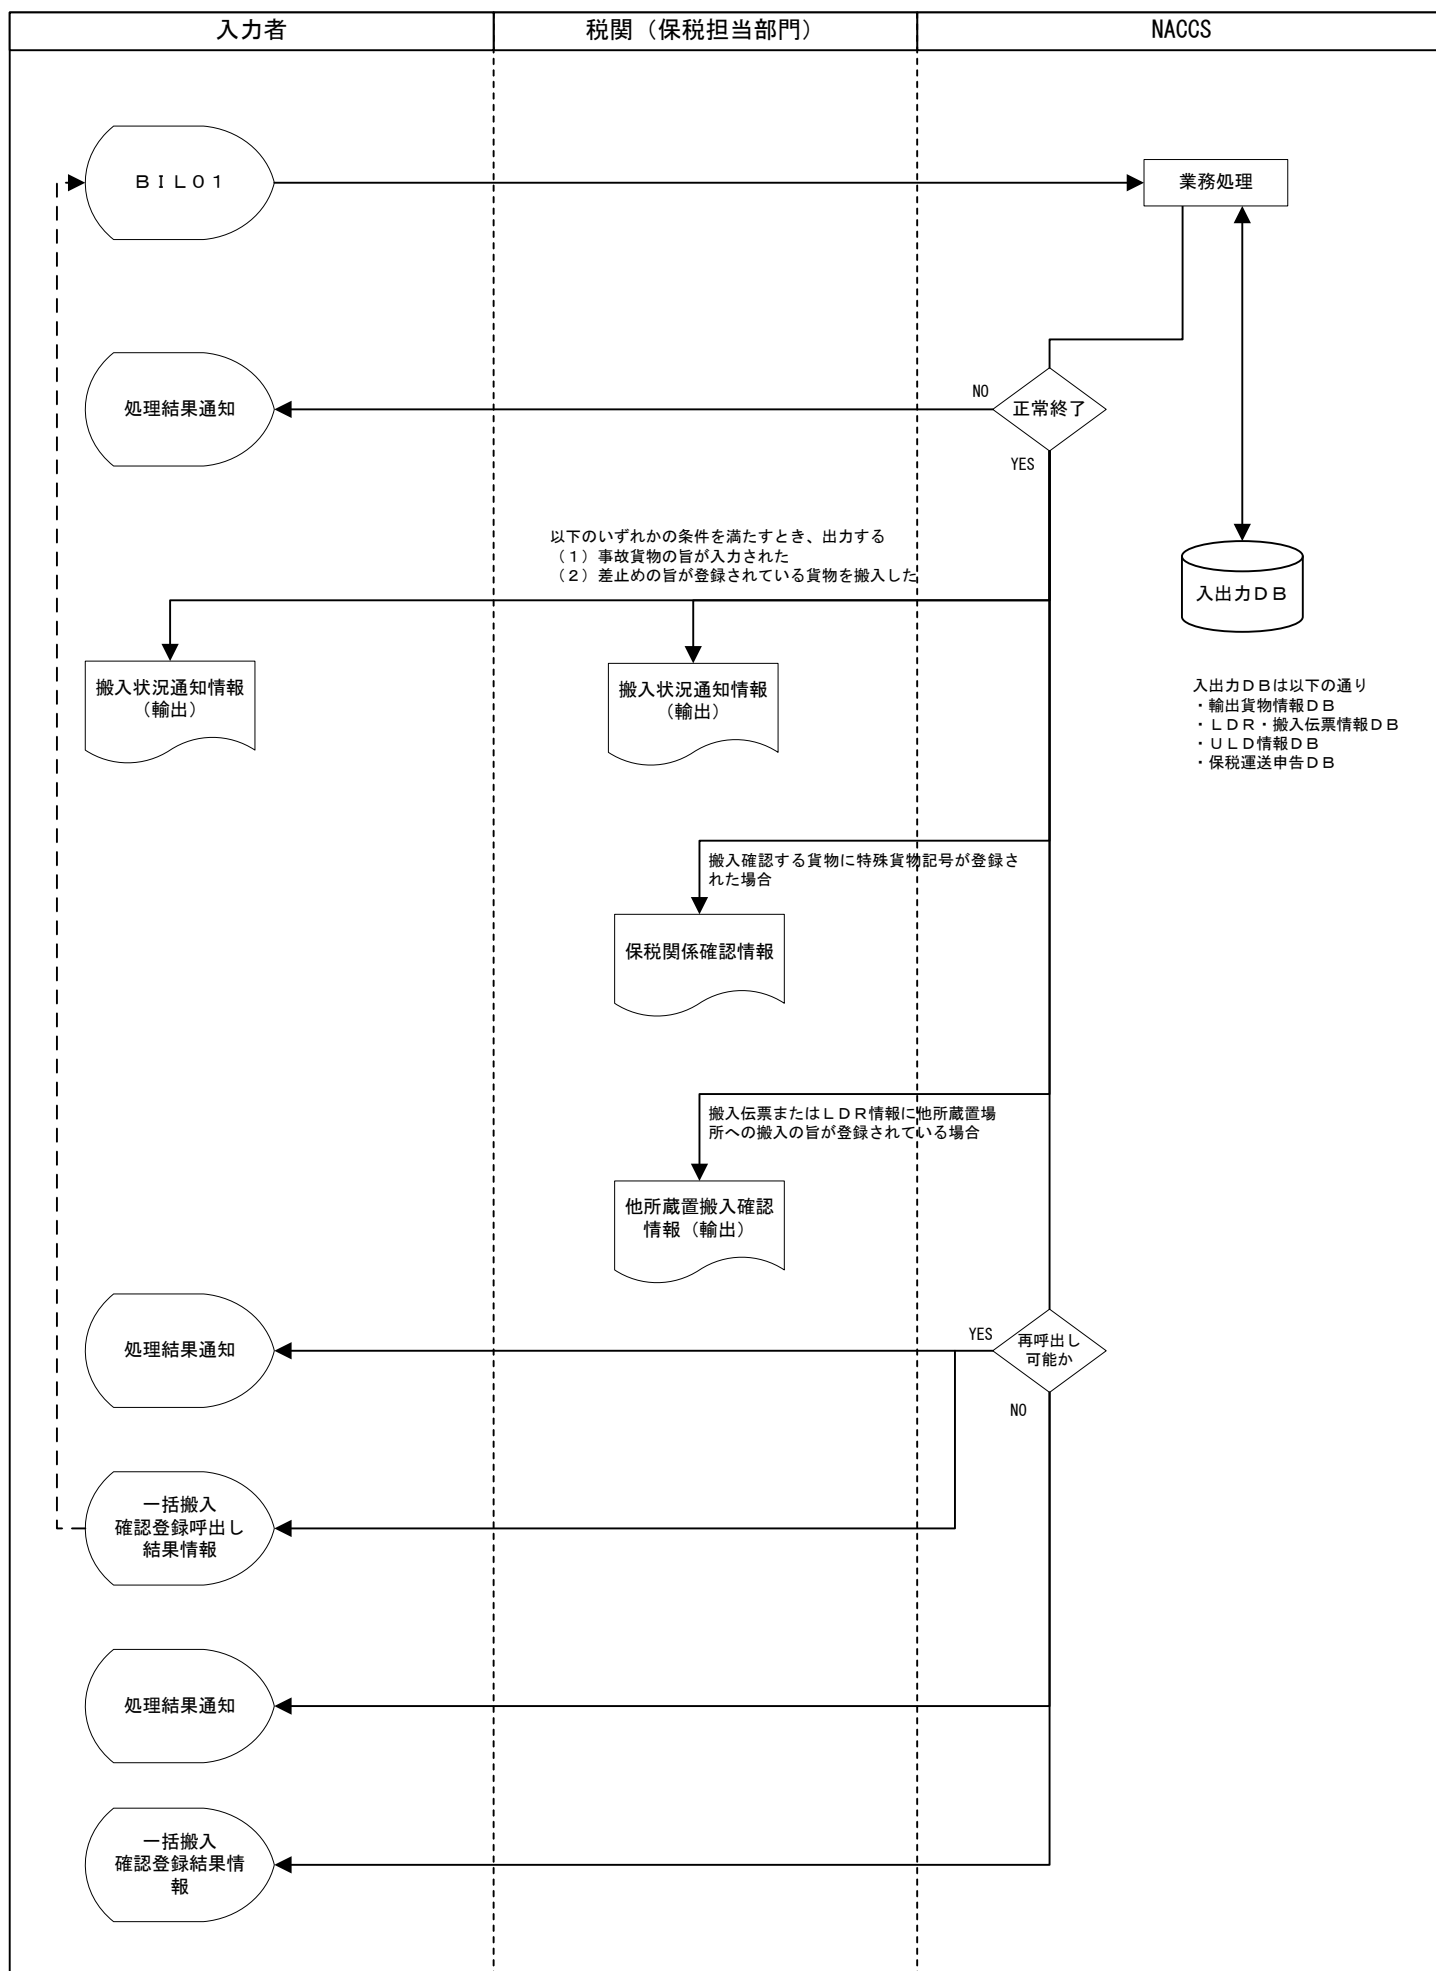 入力者
税関（保税担当部門）
NACCS
ＢＩＬ０１
業務処理
処理結果通知
NO
正常終了
YES
以下のいずれかの条件を満たすとき、出力する
（１）事故貨物の旨が入力された
（２）差止めの旨が登録されている貨物を搬入した
入出力ＤＢ
搬入状況通知情報
（輸出）
搬入状況通知情報
（輸出）
入出力ＤＢは以下の通り
・輸出貨物情報ＤＢ
・ＬＤＲ・搬入伝票情報ＤＢ
・ＵＬＤ情報ＤＢ
・保税運送申告ＤＢ
搬入確認する貨物に特殊貨物記号が登録さ
れた場合
保税関係確認情報
搬入伝票またはＬＤＲ情報に他所蔵置場
所への搬入の旨が登録されている場合
他所蔵置搬入確認
情報（輸出）
処理結果通知
YES
再呼出し
可能か
NO
一括搬入
確認登録呼出し
結果情報
処理結果通知
一括搬入
確認登録結果情
報